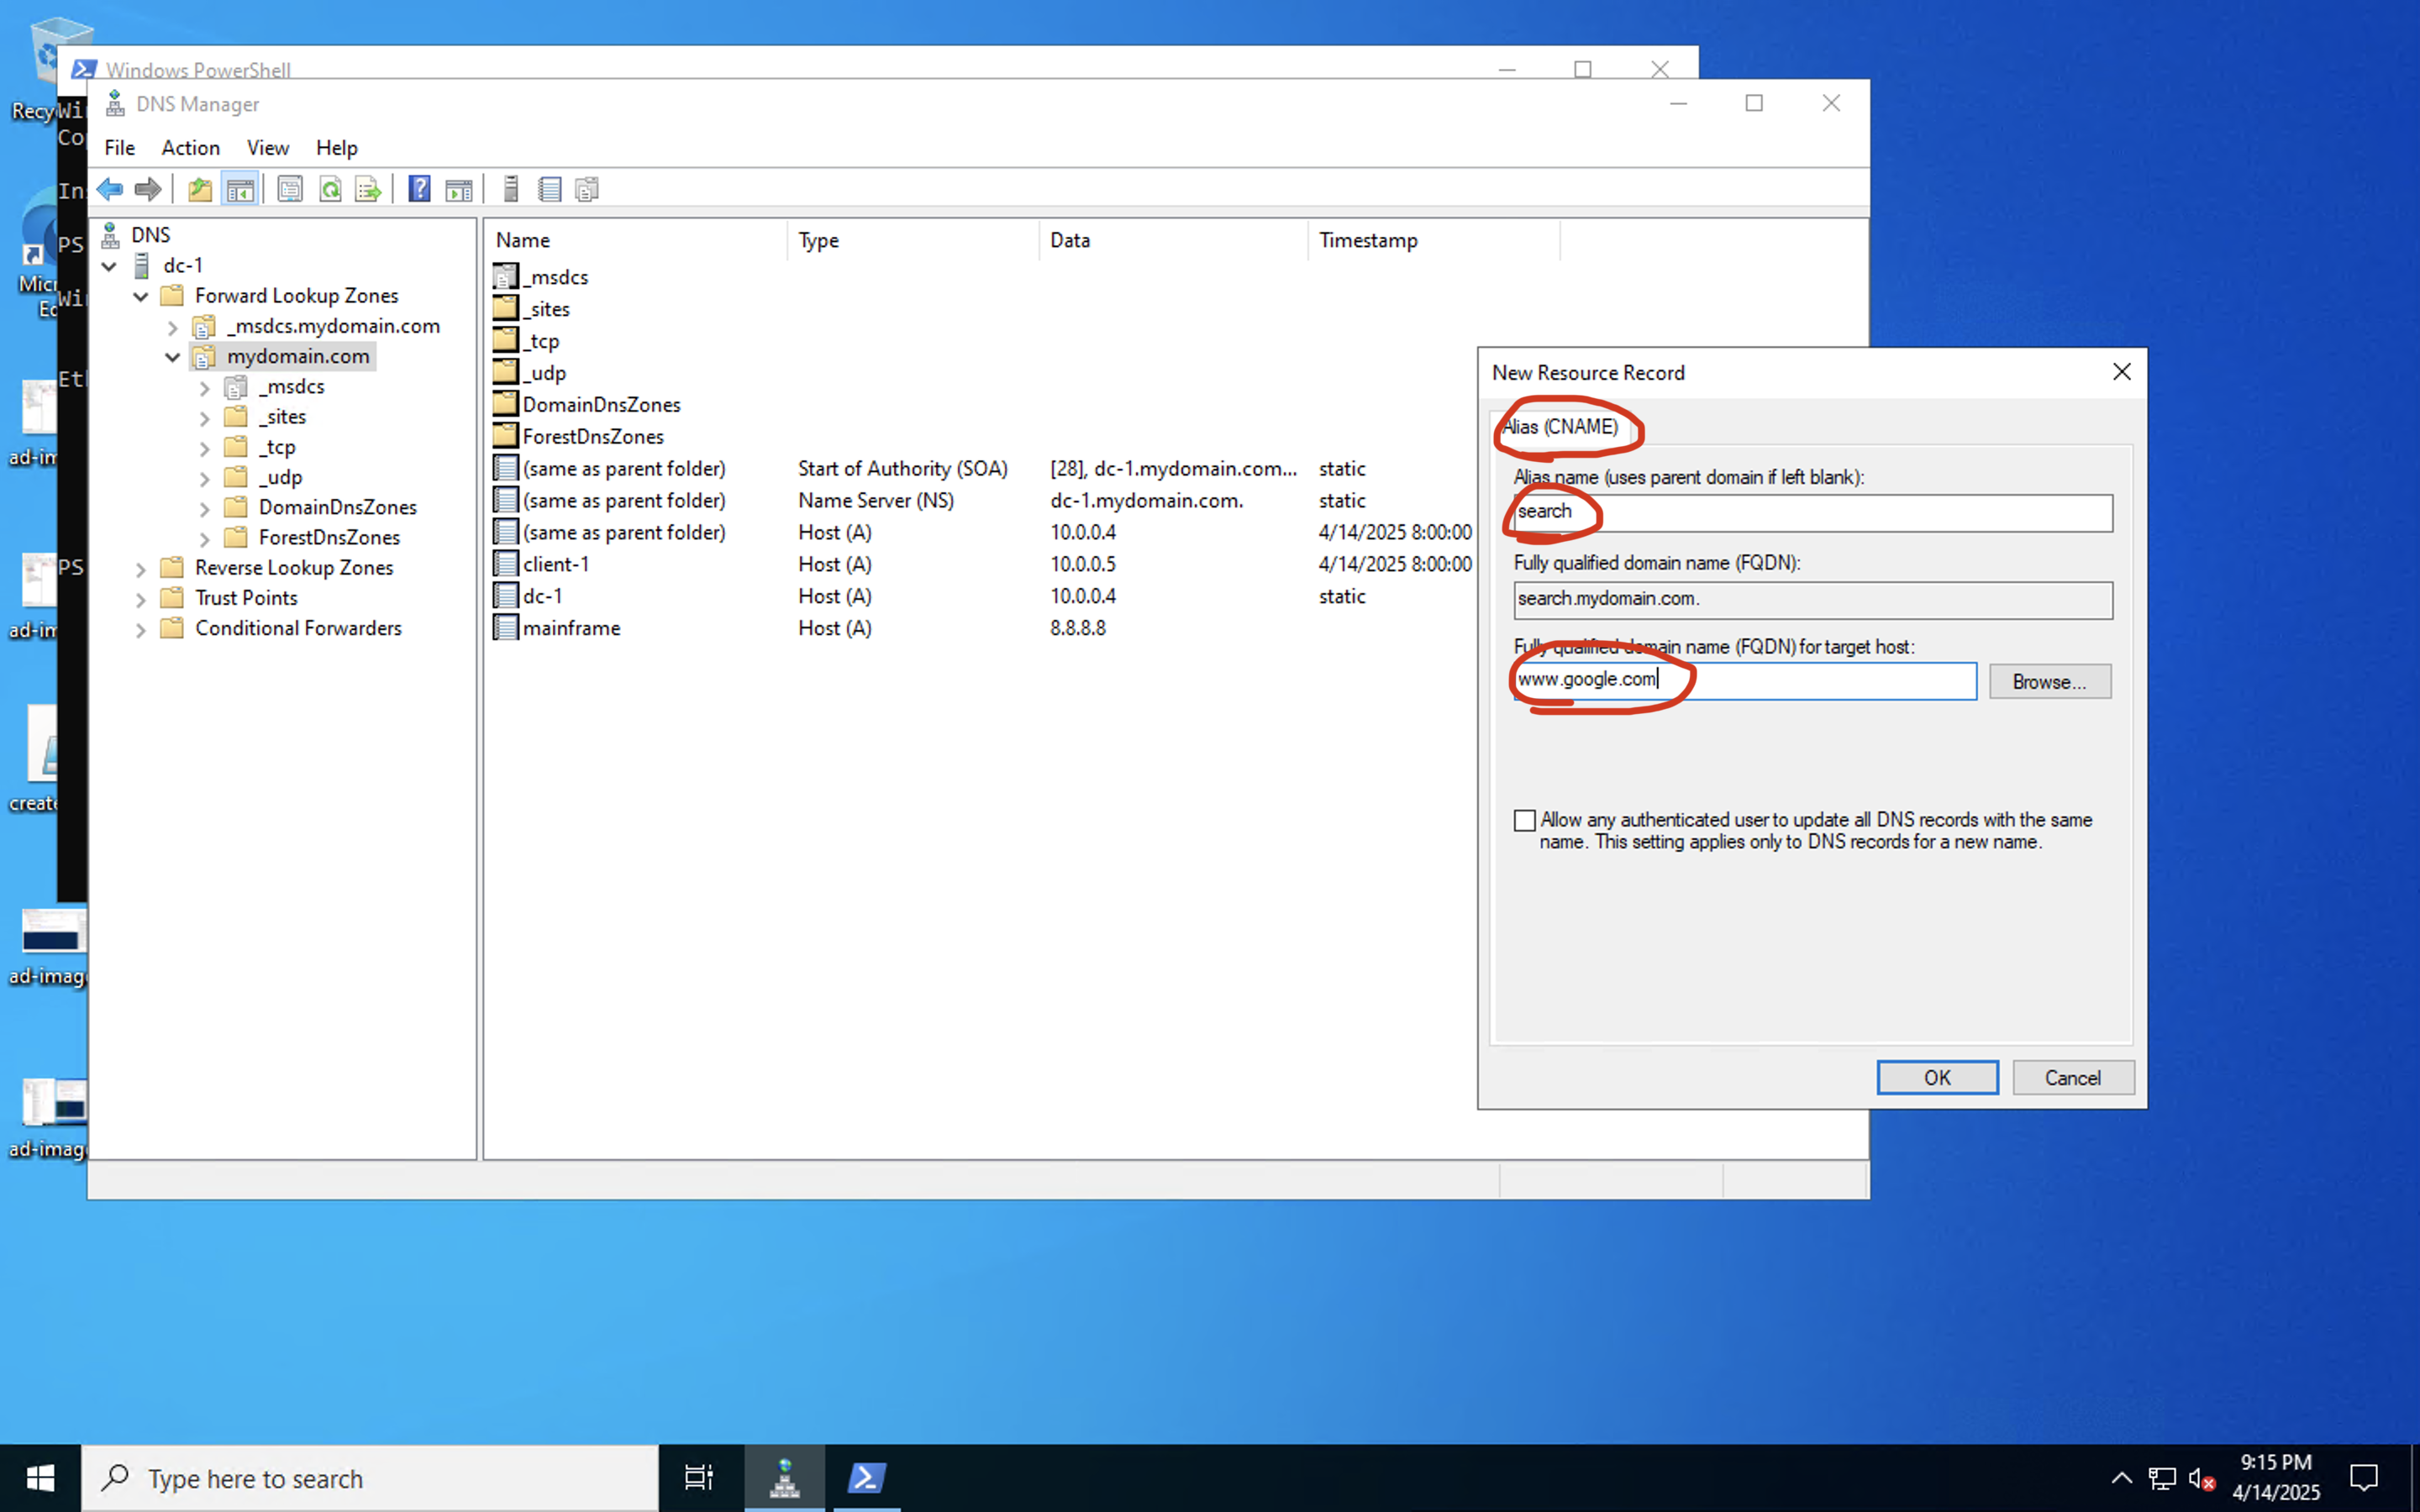 Recy
Windows PowerShell
Wi
Co
In
PS
Micr
Ed
Wi
Et
ad-im
PS
ad-im
create
ad-imag
ad-imag
DNS Manager
File Action View Help
DNS
dc-1
Forward Lookup Zones
_msdcs.mydomain.com
mydomain.com
_msdcs
_sites
_tcp
_udp
DomainDnsZones
ForestDnsZones
Reverse Lookup Zones
Trust Points
Conditional Forwarders
Name Type Data Timestamp
_msdcs
_sites
_tcp
_udp
DomainDnsZones
ForestDnsZones
(same as parent folder) Start of Authority (SOA) [28], dc-1.mydomain.com... static
(same as parent folder) Name Server (NS) dc-1.mydomain.com. static
(same as parent folder) Host (A) 10.0.0.4 4/14/2025 8:00:00
client-1 Host (A) 10.0.0.5 4/14/2025 8:00:00
dc-1 Host (A) 10.0.0.4 static
mainframe Host (A) 8.8.8.8
New Resource Record
Alias (CNAME)
Alias name (uses parent domain if left blank):
search
Fully qualified domain name (FQDN):
search.mydomain.com.
Fully qualified domain name (FQDN) for target host:
www.google.com
Browse...
Allow any authenticated user to update all DNS records with the same
name. This setting applies only to DNS records for a new name.
OK Cancel
Type here to search
9:15 PM
4/14/2025